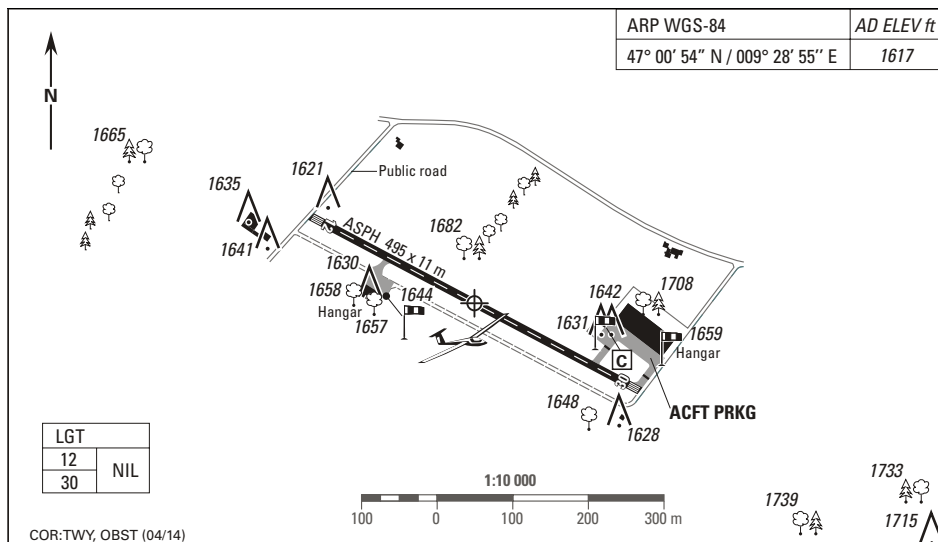 ARP WGS-84
AD ELEV ft
47° 00′ 54″ N / 009° 28′ 55″ E
1617
N
1665
1621
Public road
1635
1641
12
ASPH 495 x 11 m
1682
1630
1658
1644
Hangar
1657
1642
1708
1631
1659
C
Hangar
30
1648
1628
ACFT PRKG
LGT
12
NIL
30
1:10 000
100 0 100 200 300 m
1733
1739
1715
COR:TWY, OBST (04/14)